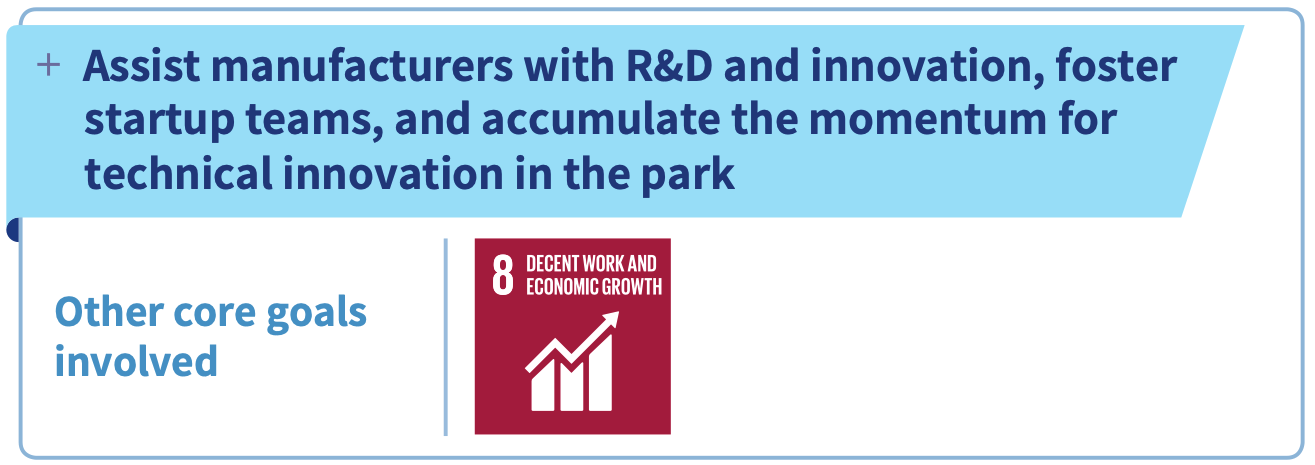 + Assist manufacturers with R&D and innovation, foster
startup teams, and accumulate the momentum for
technical innovation in the park
Other core goals
involved
8 DECENT WORK AND
ECONOMIC GROWTH